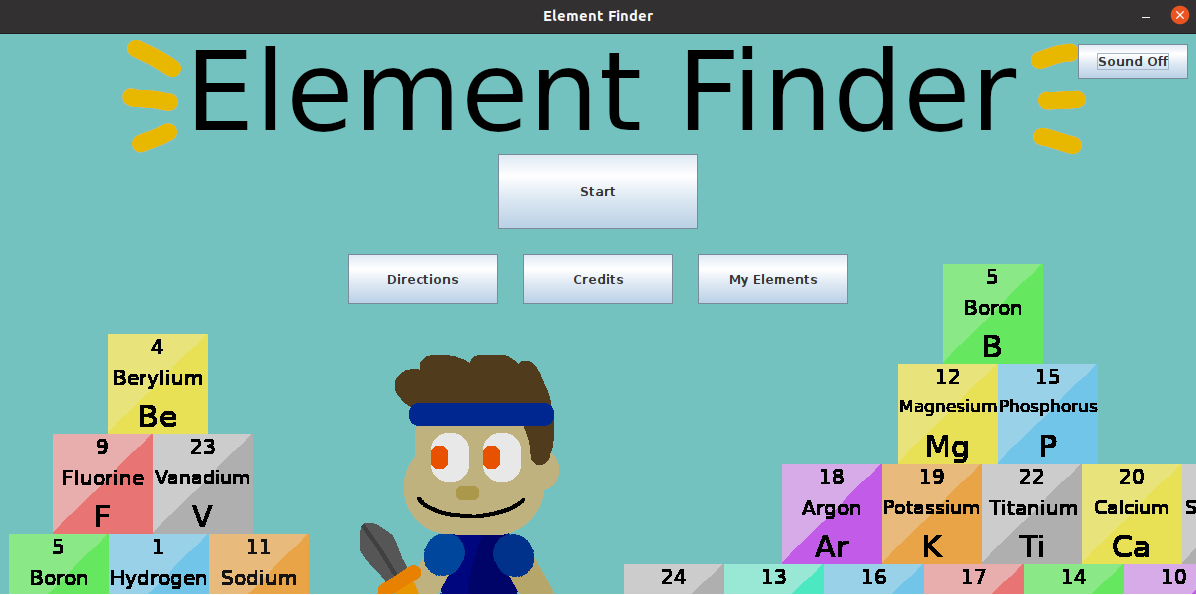 Element Finder
Element Finder
Sound Off
Start
Directions
Credits
My Elements
4
Berylium
Be
9
Fluorine
F
23
Vanadium
V
5
Boron
1
Hydrogen
11
Sodium
5
Boron
B
12
Magnesium
Mg
15
Phosphorus
P
18
Argon
Ar
19
Potassium
K
22
Titanium
Ti
20
Calcium
Ca
S
24
13
16
17
14
10